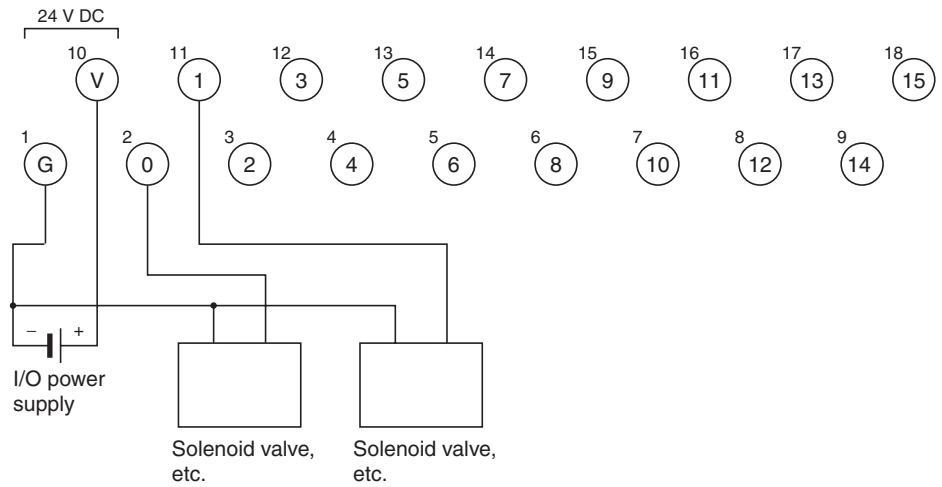 24 V DC
10 11 12 13 14 15 16 17 18
V 1 3 5 7 9 11 13 15
1 2 3 4 5 6 7 8 9
G 0 2 4 6 8 10 12 14
− +
I/O power
supply
Solenoid valve,
etc.
Solenoid valve,
etc.